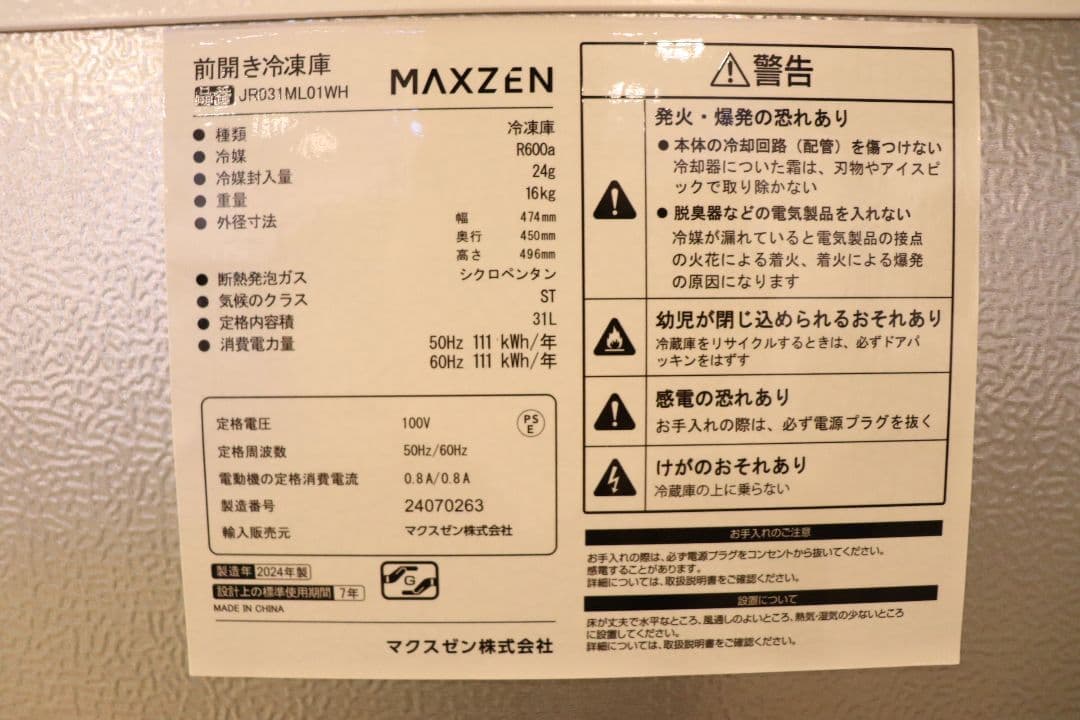 前開き冷凍庫
品番 JR031ML01WH
MAXZEN
● 種類 冷凍庫
● 冷媒 R600a
● 冷媒封入量 24g
● 重量 16kg
● 外径寸法 幅 474mm
奥行 450mm
高さ 496mm
● 断熱発泡ガス シクロペンタン
● 気候のクラス ST
● 定格内容積 31L
● 消費電力量 50Hz 111 kWh/年
60Hz 111 kWh/年
定格電圧 100V
PS
E
定格周波数 50Hz/60Hz
電動機の定格消費電流 0.8A/0.8A
製造番号 24070263
輸入販売元 マクスゼン株式会社
製造年 2024年製
設計上の標準使用期間 7年
G
MADE IN CHINA
マクスゼン株式会社
警告
発火・爆発の恐れあり
● 本体の冷却回路（配管）を傷つけない
冷却器についた霜は、刃物やアイスピ
ックで取り除かない
● 脱臭器などの電気製品を入れない
冷媒が漏れていると電気製品の接点
の火花による着火、着火による爆発
の原因になります
幼児が閉じ込められるおそれあり
冷蔵庫をリサイクルするときは、必ずドアパ
ッキンをはずす
感電の恐れあり
お手入れの際は、必ず電源プラグを抜く
けがのおそれあり
冷蔵庫の上に乗らない
お手入れのご注意
お手入れの際は、必ず電源プラグをコンセントから抜いてください。
感電することがあります。
詳細については、取扱説明書をご確認ください。
設置について
床が丈夫で水平なところ、風通しのよいところ、熱気・湿気の少ないところ
に設置してください。
詳細については、取扱説明書をご確認ください。